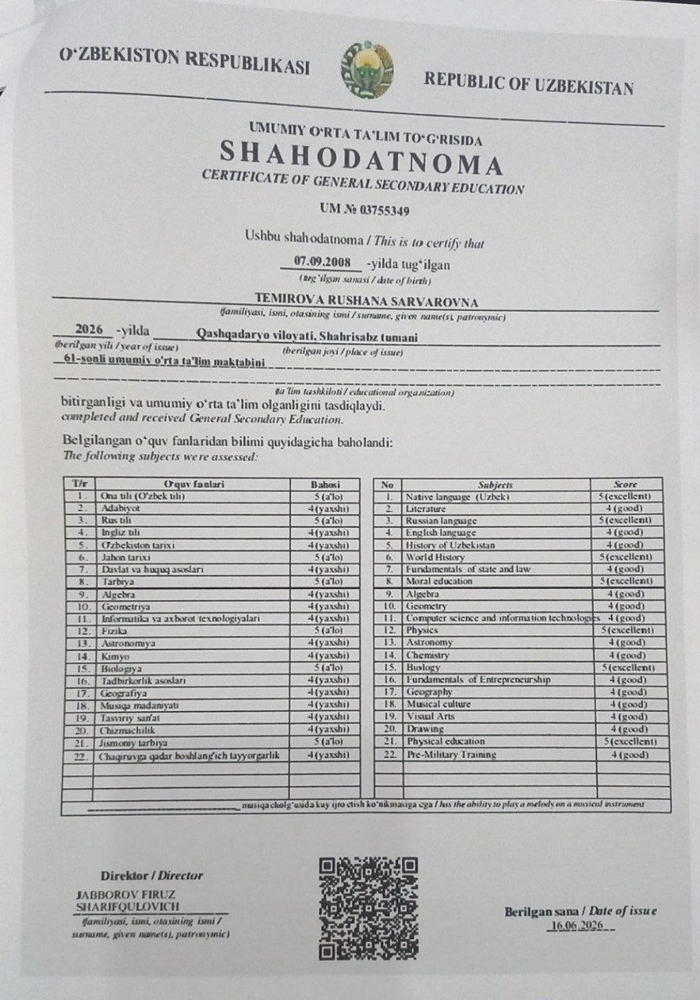 O‘ZBEKISTON RESPUBLIKASI
REPUBLIC OF UZBEKISTAN
UMUMIY O‘RTA TA’LIM TO‘G‘RISIDA
SHAHODATNOMA
CERTIFICATE OF GENERAL SECONDARY EDUCATION
UM № 03755349
Ushbu shahodatnoma / This is to certify that
07.09.2008 -yilda tug‘ilgan
(tug‘ilgan sanasi / date of birth)
TEMIROVA RUSHANA SARVAROVNA
(familiyasi, ismi, otasining ismi / surname, given name(s), patronymic)
2026 -yilda Qashqadaryo viloyati, Shahrisabz tumani
(berilgan yili / year of issue) (berilgan joyi / place of issue)
61-sonli umumiy o'rta ta'lim maktabini
(ta’lim tashkiloti / educational organization)
bitirganligi va umumiy o‘rta ta’lim olganligini tasdiqlaydi.
completed and received General Secondary Education.
Belgilangan o‘quv fanlaridan bilimi quyidagicha baholandi:
The following subjects were assessed:
T/r O'quv fanlari Bahosi No Subjects Score
1. Ona tili (O'zbek tili) 5 (a'lo) 1. Native language (Uzbek) 5 (excellent)
2. Adabiyot 4 (yaxshi) 2. Literature 4 (good)
3. Rus tili 5 (a'lo) 3. Russian language 5 (excellent)
4. Ingliz tili 4 (yaxshi) 4. English language 4 (good)
5. O'zbekiston tarixi 4 (yaxshi) 5. History of Uzbekistan 4 (good)
6. Jahon tarixi 5 (a'lo) 6. World History 5 (excellent)
7. Davlat va huquq asoslari 4 (yaxshi) 7. Fundamentals of state and law 4 (good)
8. Tarbiya 5 (a'lo) 8. Moral education 5 (excellent)
9. Algebra 4 (yaxshi) 9. Algebra 4 (good)
10. Geometriya 4 (yaxshi) 10. Geometry 4 (good)
11. Informatika va axborot texnologiyalari 4 (yaxshi) 11. Computer science and information technologies 4 (good)
12. Fizika 5 (a'lo) 12. Physics 5 (excellent)
13. Astronomiya 4 (yaxshi) 13. Astronomy 4 (good)
14. Kimyo 4 (yaxshi) 14. Chemistry 4 (good)
15. Biologiya 5 (a'lo) 15. Biology 5 (excellent)
16. Tadbirkorlik asoslari 4 (yaxshi) 16. Fundamentals of Entrepreneurship 4 (good)
17. Geografiya 4 (yaxshi) 17. Geography 4 (good)
18. Musiqa madaniyati 4 (yaxshi) 18. Musical culture 4 (good)
19. Tasviriy san'at 4 (yaxshi) 19. Visual Arts 4 (good)
20. Chizmachilik 4 (yaxshi) 20. Drawing 4 (good)
21. Jismoniy tarbiya 5 (a'lo) 21. Physical education 5 (excellent)
22. Chaqiruvga qadar boshlang'ich tayyorgarlik 4 (yaxshi) 22. Pre-Military Training 4 (good)
musiqa cholg‘usida kuy ijro etish ko‘nikmasiga ega / has the ability to play a melody on a musical instrument
Direktor / Director
JABBOROV FIRUZ
SHARIFQULOVICH
(familiyasi, ismi, otasining ismi /
surname, given name(s), patronymic)
Berilgan sana / Date of issue
16.06.2026